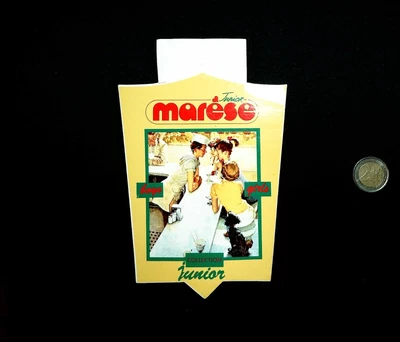 Junior
marèse
boys girls
COLLECTION
Junior